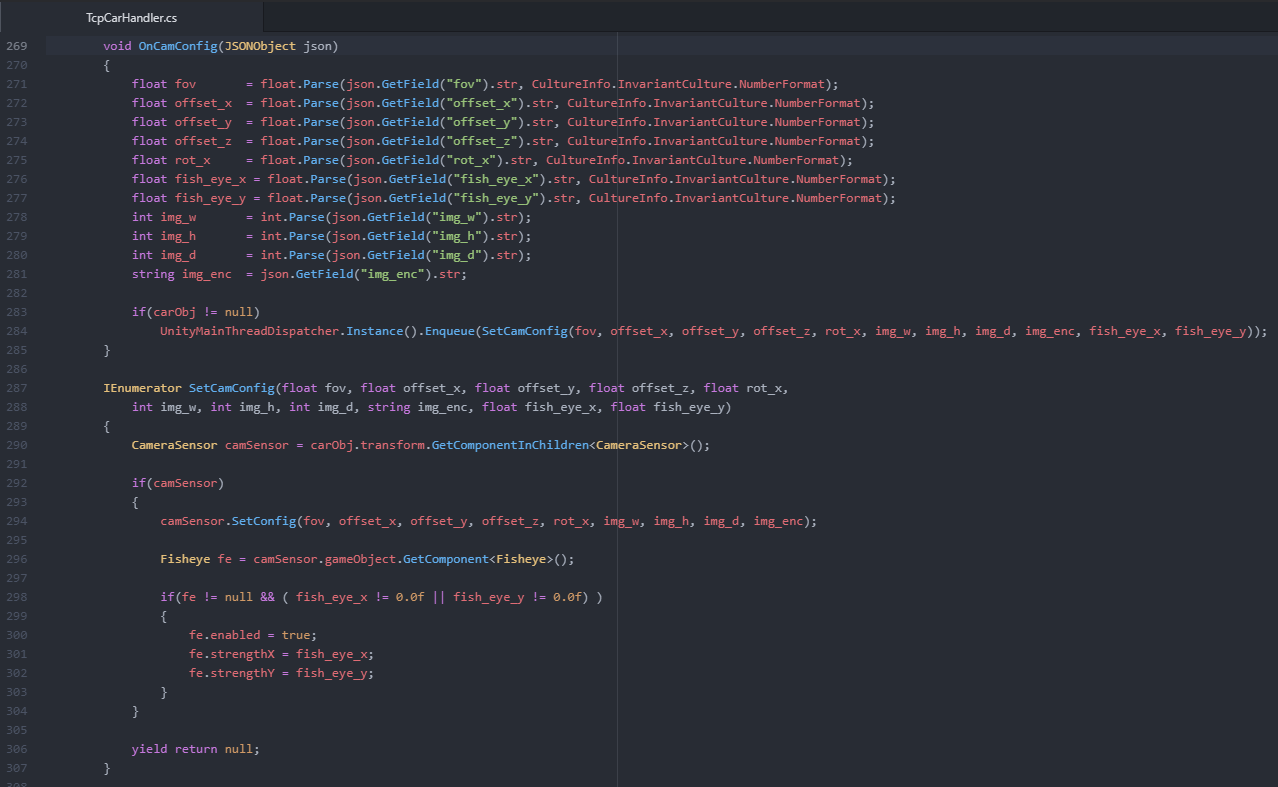 TcpCarHandler.cs
269 void OnCamConfig(JSONObject json)
270 {
271 float fov = float.Parse(json.GetField("fov").str, CultureInfo.InvariantCulture.NumberFormat);
272 float offset_x = float.Parse(json.GetField("offset_x").str, CultureInfo.InvariantCulture.NumberFormat);
273 float offset_y = float.Parse(json.GetField("offset_y").str, CultureInfo.InvariantCulture.NumberFormat);
274 float offset_z = float.Parse(json.GetField("offset_z").str, CultureInfo.InvariantCulture.NumberFormat);
275 float rot_x = float.Parse(json.GetField("rot_x").str, CultureInfo.InvariantCulture.NumberFormat);
276 float fish_eye_x = float.Parse(json.GetField("fish_eye_x").str, CultureInfo.InvariantCulture.NumberFormat);
277 float fish_eye_y = float.Parse(json.GetField("fish_eye_y").str, CultureInfo.InvariantCulture.NumberFormat);
278 int img_w = int.Parse(json.GetField("img_w").str);
279 int img_h = int.Parse(json.GetField("img_h").str);
280 int img_d = int.Parse(json.GetField("img_d").str);
281 string img_enc = json.GetField("img_enc").str;
282
283 if(carObj != null)
284 UnityMainThreadDispatcher.Instance().Enqueue(SetCamConfig(fov, offset_x, offset_y, offset_z, rot_x, img_w, img_h, img_d, img_enc, fish_eye_x, fish_eye_y));
285 }
286
287 IEnumerator SetCamConfig(float fov, float offset_x, float offset_y, float offset_z, float rot_x,
288 int img_w, int img_h, int img_d, string img_enc, float fish_eye_x, float fish_eye_y)
289 {
290 CameraSensor camSensor = carObj.transform.GetComponentInChildren<CameraSensor>();
291
292 if(camSensor)
293 {
294 camSensor.SetConfig(fov, offset_x, offset_y, offset_z, rot_x, img_w, img_h, img_d, img_enc);
295
296 Fisheye fe = camSensor.gameObject.GetComponent<Fisheye>();
297
298 if(fe != null && ( fish_eye_x != 0.0f || fish_eye_y != 0.0f) )
299 {
300 fe.enabled = true;
301 fe.strengthX = fish_eye_x;
302 fe.strengthY = fish_eye_y;
303 }
304 }
305
306 yield return null;
307 }
308